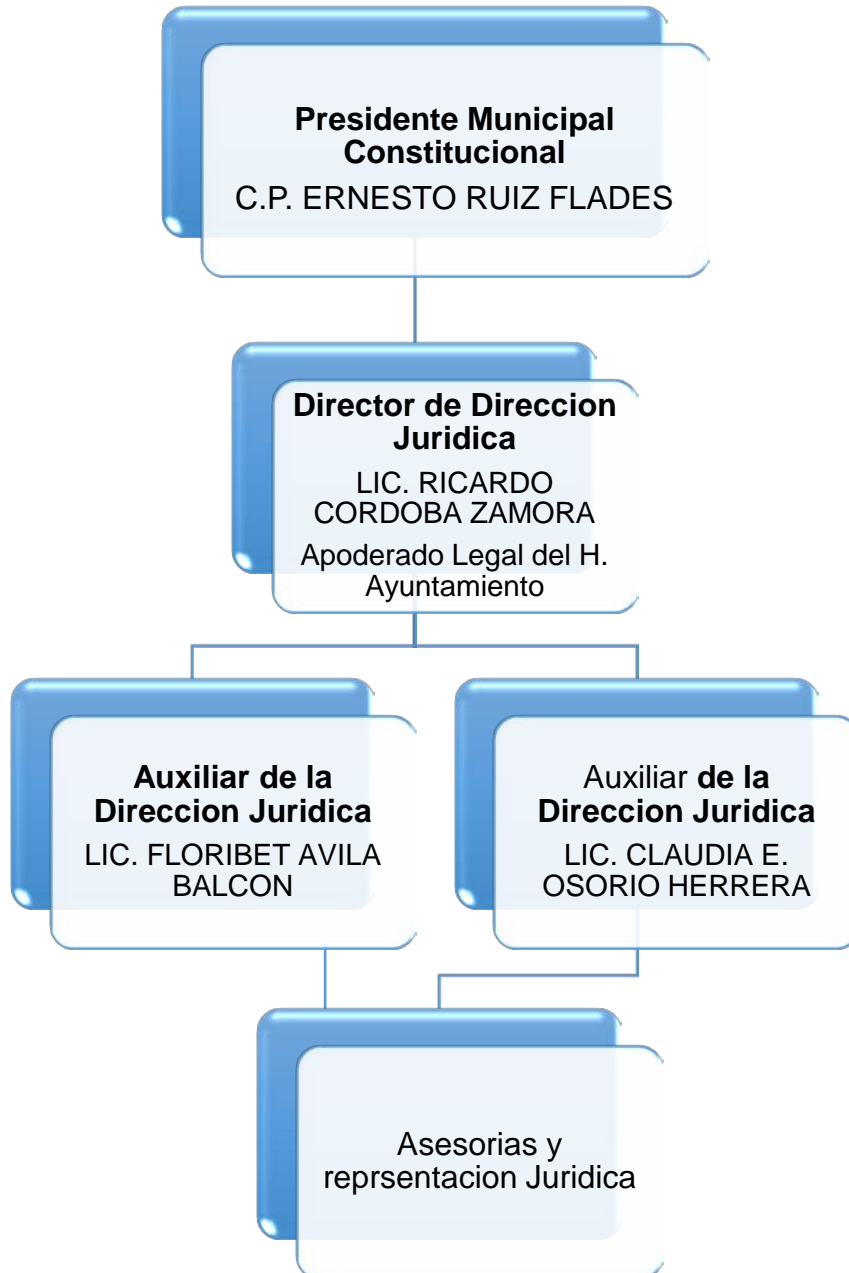 Presidente Municipal
Constitucional
C.P. ERNESTO RUIZ FLADES
Director de Direccion
Juridica
LIC. RICARDO
CORDOBA ZAMORA
Apoderado Legal del H.
Ayuntamiento
Auxiliar de la
Direccion Juridica
LIC. FLORIBET AVILA
BALCON
Auxiliar de la
Direccion Juridica
LIC. CLAUDIA E.
OSORIO HERRERA
Asesorias y
reprsentacion Juridica